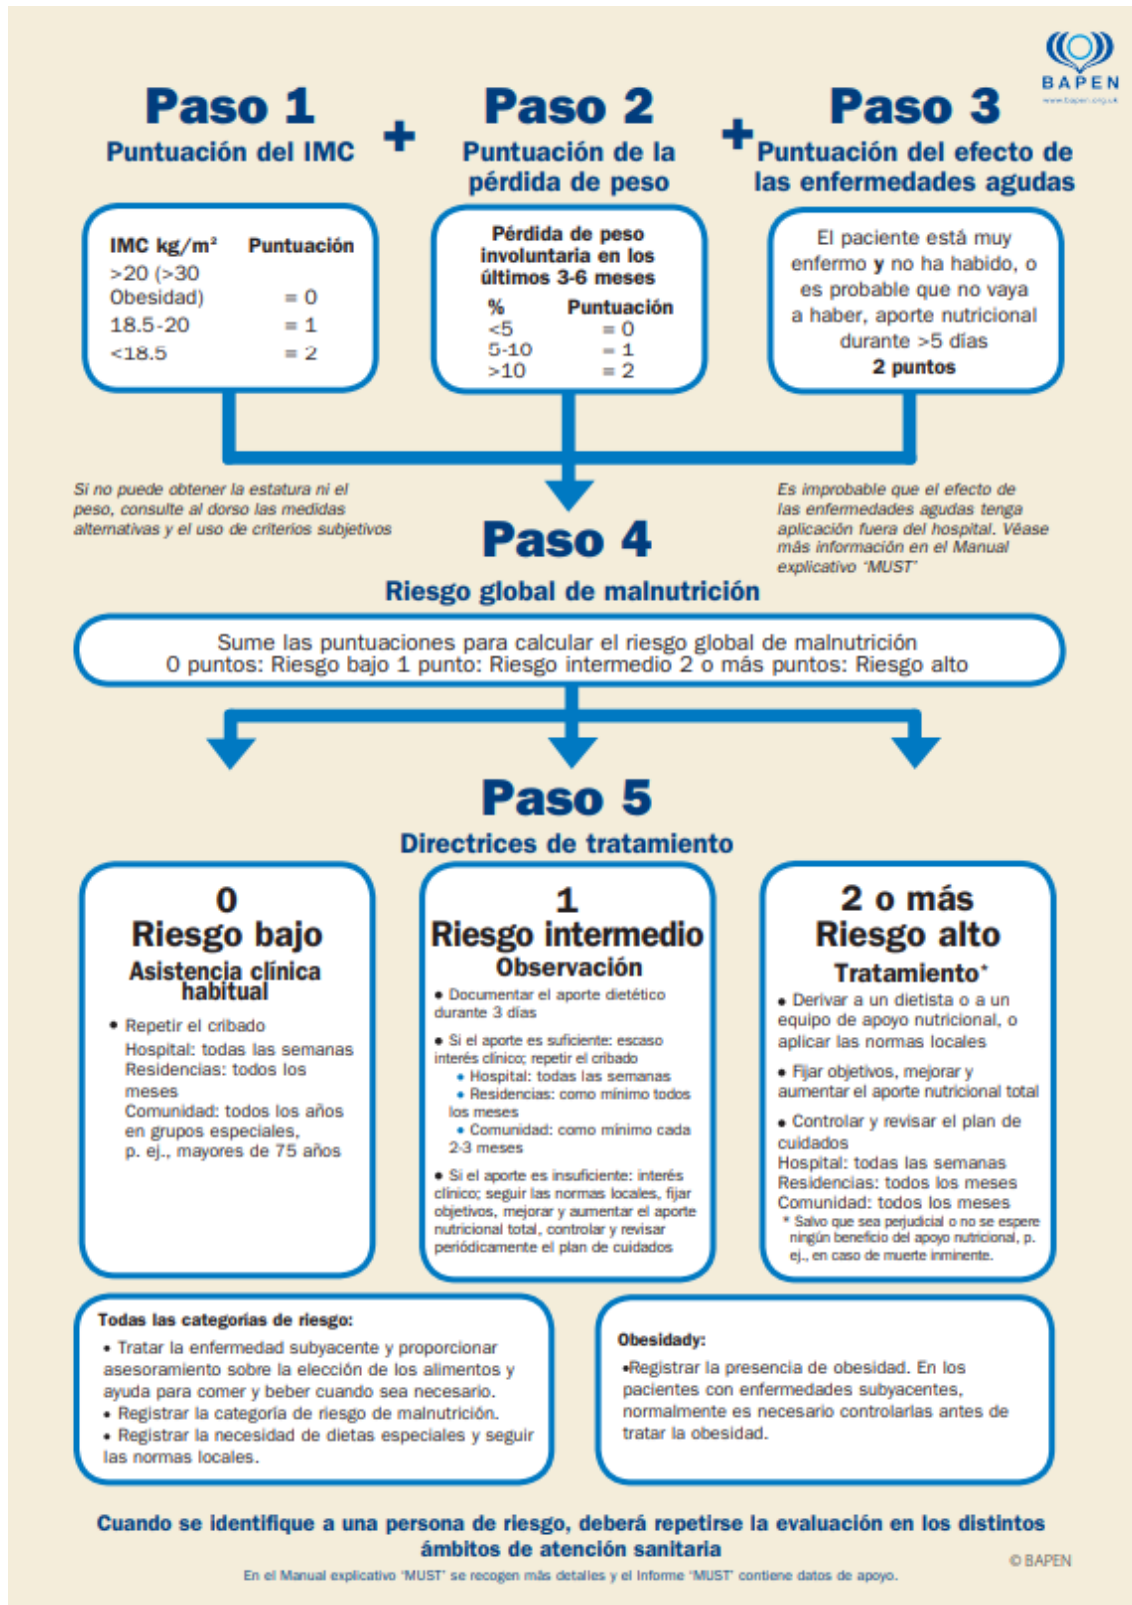 BAPEN
www.bapen.org.uk
Paso 1
Puntuación del IMC
+
Paso 2
Puntuación de la
pérdida de peso
+
Paso 3
Puntuación del efecto de
las enfermedades agudas
IMC kg/m² Puntuación
>20 (>30
Obesidad) = 0
18.5-20 = 1
<18.5 = 2
Pérdida de peso
involuntaria en los
últimos 3-6 meses
% Puntuación
<5 = 0
5-10 = 1
>10 = 2
El paciente está muy
enfermo y no ha habido, o
es probable que no vaya
a haber, aporte nutricional
durante >5 días
2 puntos
Si no puede obtener la estatura ni el
peso, consulte al dorso las medidas
alternativas y el uso de criterios subjetivos
Es improbable que el efecto de
las enfermedades agudas tenga
aplicación fuera del hospital. Véase
más información en el Manual
explicativo ‘MUST’
Paso 4
Riesgo global de malnutrición
Sume las puntuaciones para calcular el riesgo global de malnutrición
0 puntos: Riesgo bajo 1 punto: Riesgo intermedio 2 o más puntos: Riesgo alto
Paso 5
Directrices de tratamiento
0
Riesgo bajo
Asistencia clínica
habitual
• Repetir el cribado
Hospital: todas las semanas
Residencias: todos los
meses
Comunidad: todos los años
en grupos especiales,
p. ej., mayores de 75 años
1
Riesgo intermedio
Observación
• Documentar el aporte dietético
durante 3 días
• Si el aporte es suficiente: escaso
interés clínico; repetir el cribado
• Hospital: todas las semanas
• Residencias: como mínimo todos
los meses
• Comunidad: como mínimo cada
2-3 meses
• Si el aporte es insuficiente: interés
clínico; seguir las normas locales, fijar
objetivos, mejorar y aumentar el aporte
nutricional total, controlar y revisar
periódicamente el plan de cuidados
2 o más
Riesgo alto
Tratamiento*
• Derivar a un dietista o a un
equipo de apoyo nutricional, o
aplicar las normas locales
• Fijar objetivos, mejorar y
aumentar el aporte nutricional total
• Controlar y revisar el plan de
cuidados
Hospital: todas las semanas
Residencias: todos los meses
Comunidad: todos los meses
* Salvo que sea perjudicial o no se espere
ningún beneficio del apoyo nutricional, p.
ej., en caso de muerte inminente.
Todas las categorías de riesgo:
• Tratar la enfermedad subyacente y proporcionar
asesoramiento sobre la elección de los alimentos y
ayuda para comer y beber cuando sea necesario.
• Registrar la categoría de riesgo de malnutrición.
• Registrar la necesidad de dietas especiales y seguir
las normas locales.
Obesidady:
•Registrar la presencia de obesidad. En los
pacientes con enfermedades subyacentes,
normalmente es necesario controlarlas antes de
tratar la obesidad.
Cuando se identifique a una persona de riesgo, deberá repetirse la evaluación en los distintos
ámbitos de atención sanitaria
© BAPEN
En el Manual explicativo ‘MUST’ se recogen más detalles y el Informe ‘MUST’ contiene datos de apoyo.